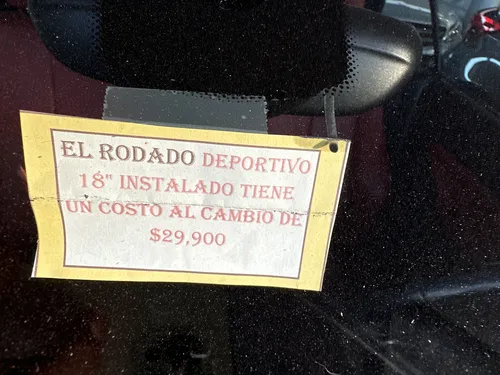 EL RODADO DEPORTIVO
18" INSTALADO TIENE
UN COSTO AL CAMBIO DE
$29,900